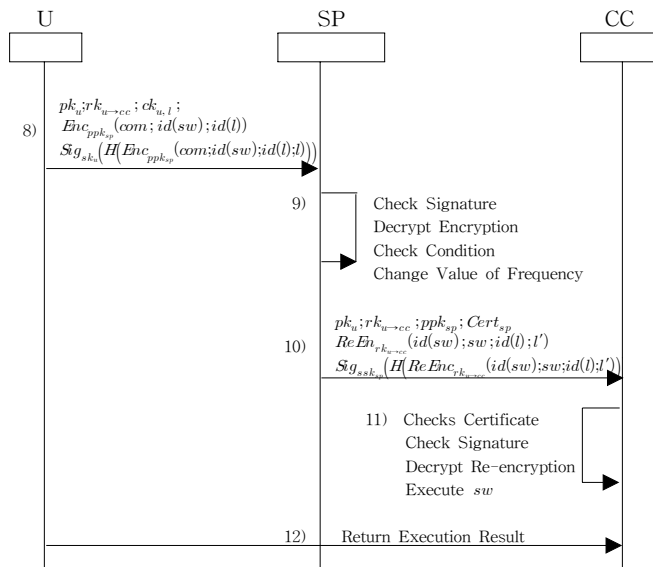 U SP CC
8) pk_u; rk_{u→cc}; ck_{u,l};
Enc_{ppk_{sp}}(com; id(sw); id(l))
Sig_{sk_u}(H(Enc_{ppk_{sp}}(com;id(sw);id(l);l)))
9) Check Signature
Decrypt Encryption
Check Condition
Change Value of Frequency
10) pk_u; rk_{u→cc}; ppk_{sp}; Cert_{sp}
ReEn_{rk_{u→cc}}(id(sw); sw; id(l); l′)
Sig_{ssk_{sp}}(H(ReEnc_{rk_{u→cc}}(id(sw);sw;id(l);l′))
11) Checks Certificate
Check Signature
Decrypt Re-encryption
Execute sw
12) Return Execution Result